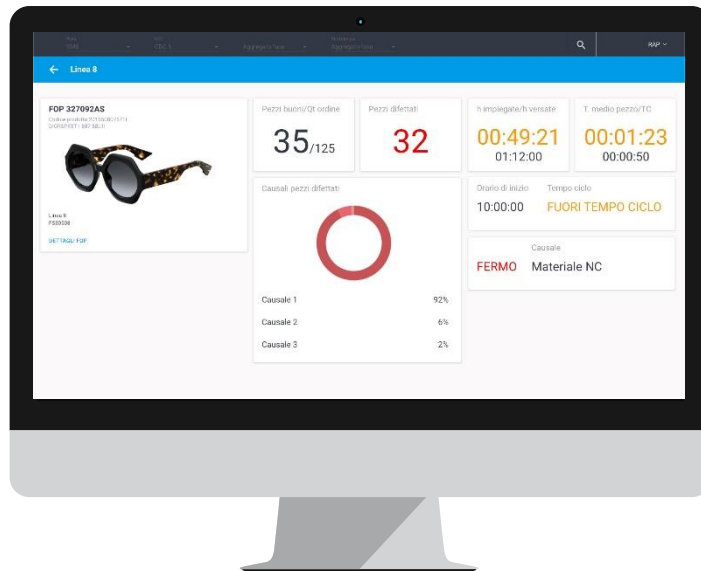 RAP
Linea 8
FOP 327092AS
Linea 8
DETTAGLI FOP
Pezzi buoni/Qt ordine
35/125
Pezzi difettati
32
h impiegate/h versate
00:49:21
01:12:00
T. medio pezzo/TC
00:01:23
00:00:50
Causali pezzi difettati
Causale 1 92%
Causale 2 6%
Causale 3 2%
Orario di inizio Tempo ciclo
10:00:00 FUORI TEMPO CICLO
Causale
FERMO Materiale NC